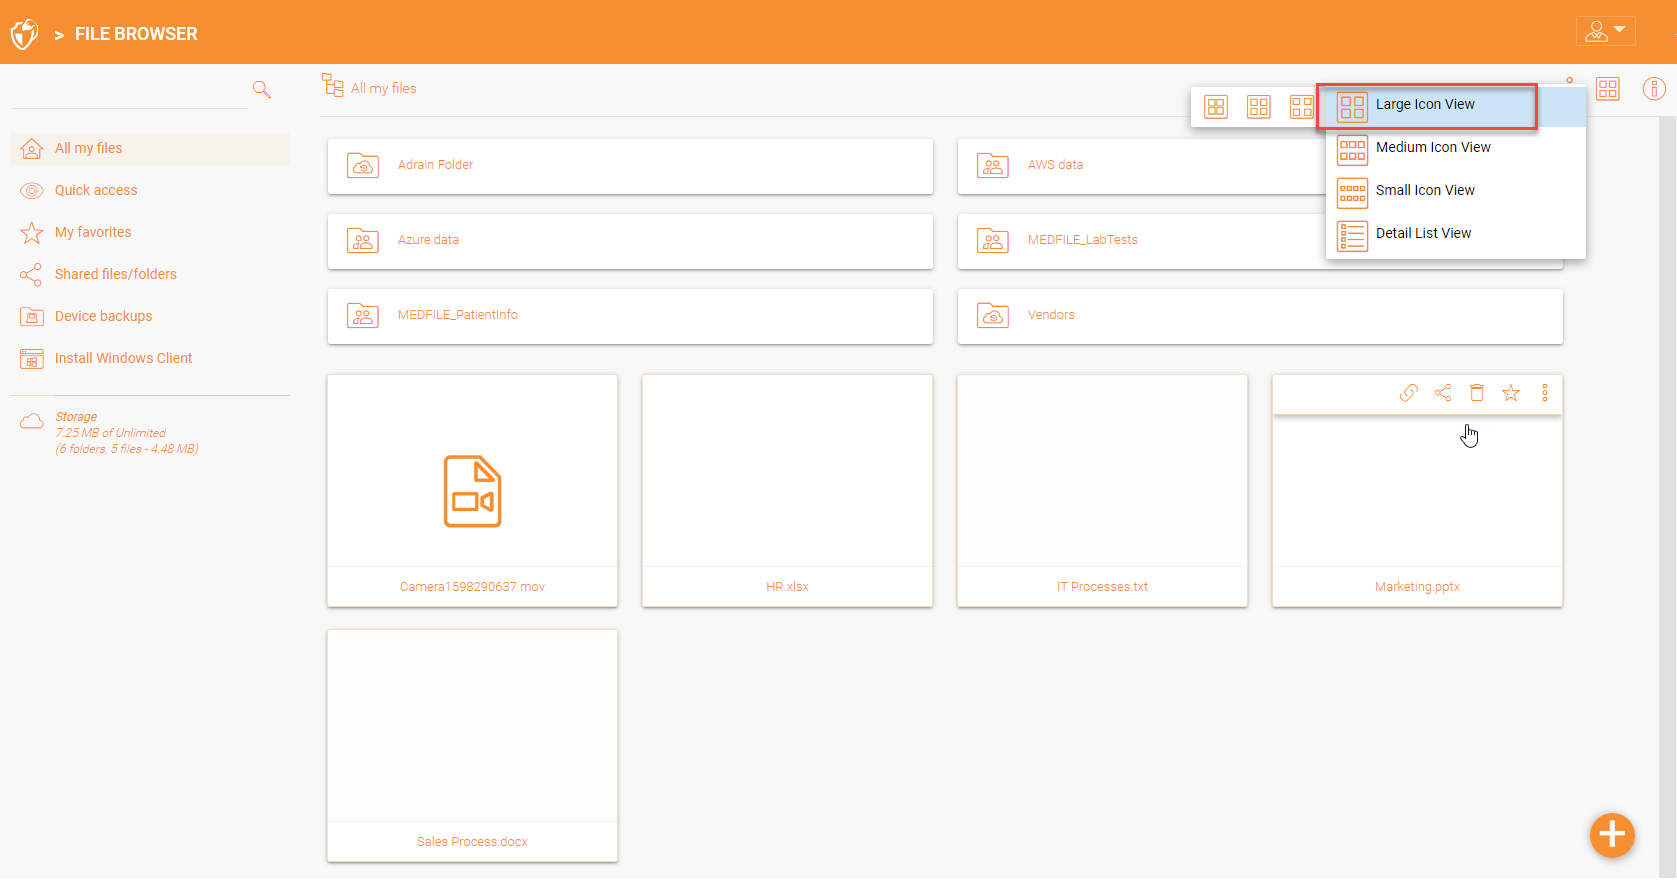 > FILE BROWSER
All my files
Large Icon View
Medium Icon View
Small Icon View
Detail List View
All my files
Quick access
My favorites
Shared files/folders
Device backups
Install Windows Client
Storage
7.25 MB of Unlimited
(6 folders, 5 files - 4.48 MB)
Adrain Folder
AWS data
Azure data
MEDFILE_LabTests
MEDFILE_PatientInfo
Vendors
Camera1598290637.mov
HR.xlsx
IT Processes.txt
Marketing.pptx
Sales Process.docx